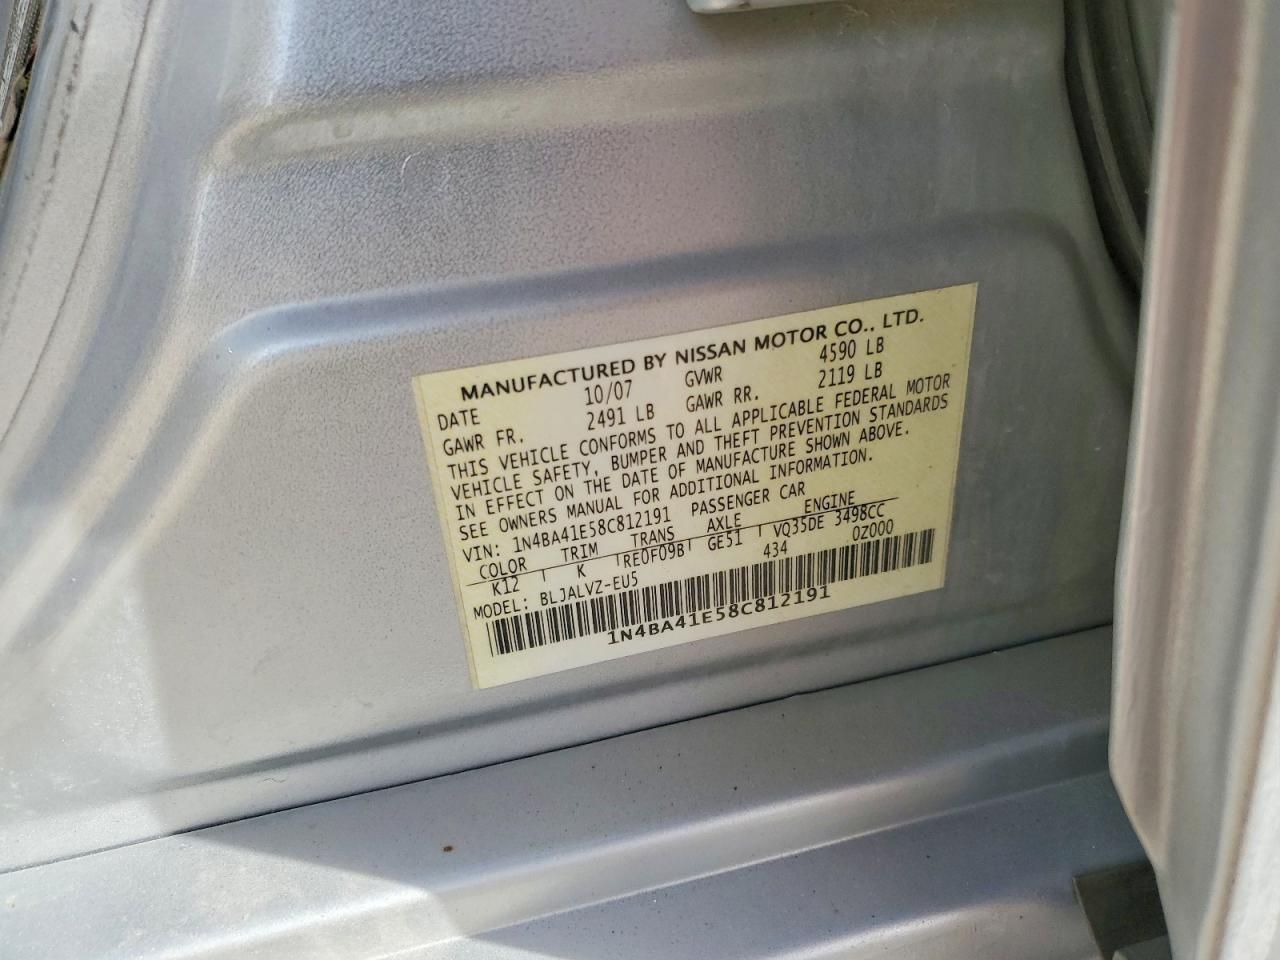 MANUFACTURED BY NISSAN MOTOR CO., LTD.
DATE 10/07 GVWR 4590 LB
GAWR FR. 2491 LB GAWR RR. 2119 LB
THIS VEHICLE CONFORMS TO ALL APPLICABLE FEDERAL MOTOR
VEHICLE SAFETY, BUMPER AND THEFT PREVENTION STANDARDS
IN EFFECT ON THE DATE OF MANUFACTURE SHOWN ABOVE.
SEE OWNERS MANUAL FOR ADDITIONAL INFORMATION.
VIN: 1N4BA41E58C812191 PASSENGER CAR
COLOR TRIM TRANS AXLE ENGINE
K12 K RE0F09B GE51 VQ35DE 3498CC
MODEL: BLJALVZ-EU5 434 0Z000
1N4BA41E58C812191